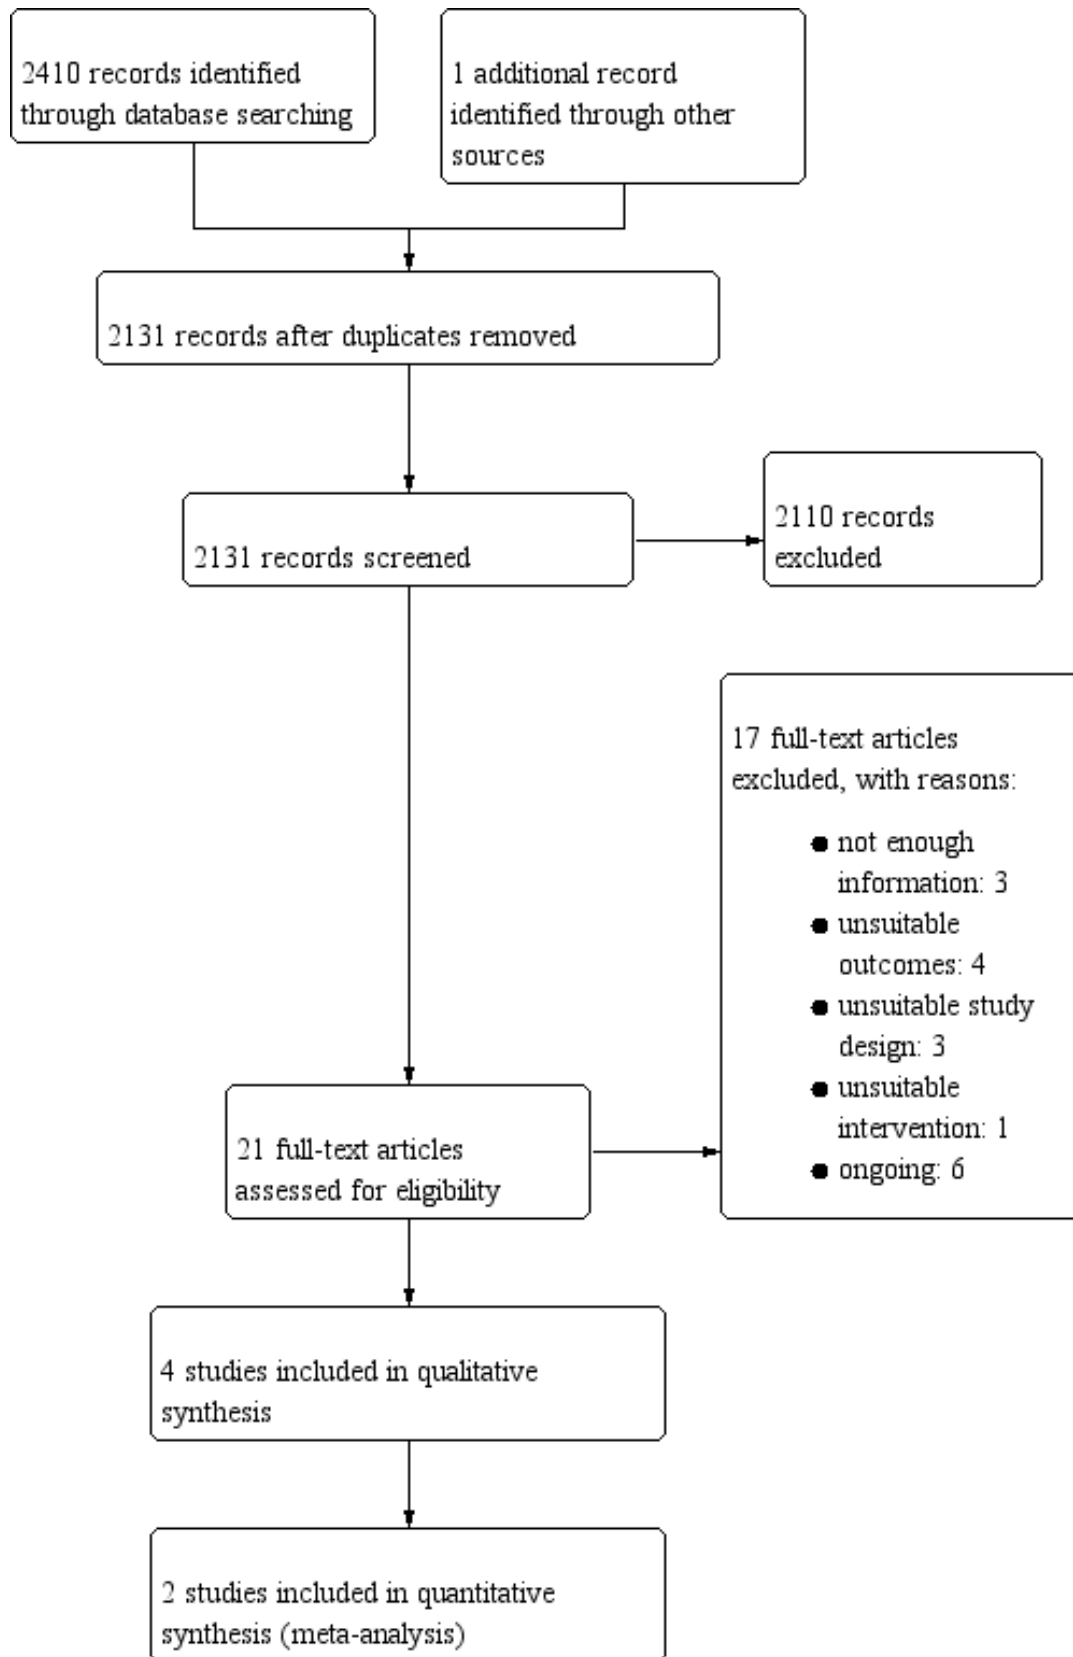 2410 records identified
through database searching
1 additional record
identified through other
sources
2131 records after duplicates removed
2131 records screened
2110 records
excluded
17 full-text articles
excluded, with reasons:
● not enough
information: 3
● unsuitable
outcomes: 4
● unsuitable study
design: 3
● unsuitable
intervention: 1
● ongoing: 6
21 full-text articles
assessed for eligibility
4 studies included in qualitative
synthesis
2 studies included in quantitative
synthesis (meta-analysis)